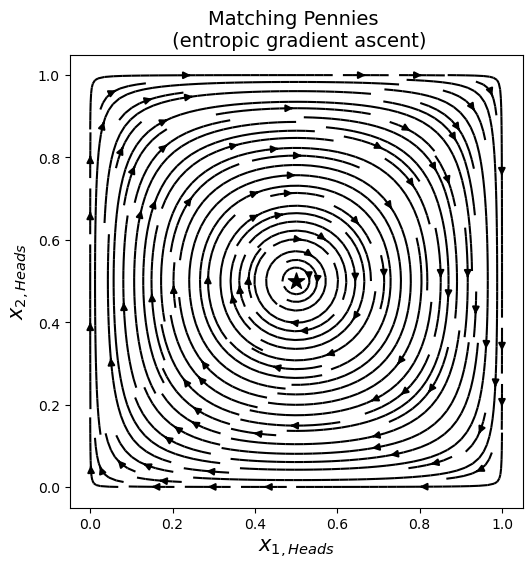 Matching Pennies
(entropic gradient ascent)
1.0
0.8
0.6
0.4
0.2
0.0
x2, Heads
0.0 0.2 0.4 0.6 0.8 1.0
x1, Heads